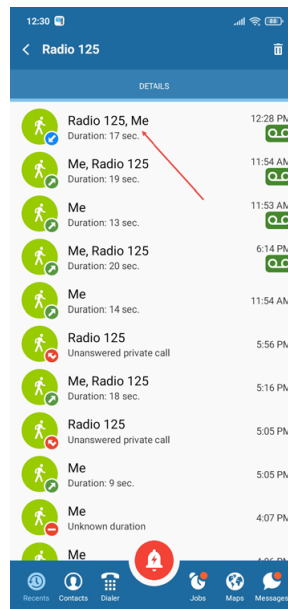 12:30
Radio 125
DETAILS
Radio 125, Me
12:28 PM
Duration: 17 sec.
Me, Radio 125
11:54 AM
Duration: 19 sec.
Me
11:53 AM
Duration: 13 sec.
Me, Radio 125
6:14 PM
Duration: 20 sec.
Me
11:54 AM
Duration: 14 sec.
Radio 125
5:56 PM
Unanswered private call
Me, Radio 125
5:16 PM
Duration: 18 sec.
Radio 125
5:05 PM
Unanswered private call
Me
5:05 PM
Duration: 9 sec.
Me
4:07 PM
Unknown duration
Me
4:06 PM
Recents Contacts Dialer Jobs Maps Messages